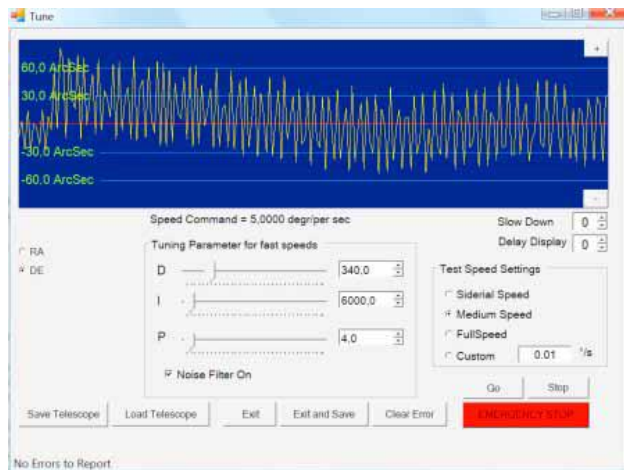 Tune
+
60,0 ArcSec
30,0 ArcSec
-30,0 ArcSec
-60,0 ArcSec
-
Speed Command = 5,0000 degr/per sec
Slow Down 0
Delay Display 0
RA
DE
Tuning Parameter for fast speeds
D 340,0
I 6000,0
P 4,0
Noise Filter On
Test Speed Settings
Siderial Speed
Medium Speed
FullSpeed
Custom 0.01 °/s
Go Stop
Save Telescope Load Telescope Exit Exit and Save Clear Error EMERGENCY STOP
No Errors to Report